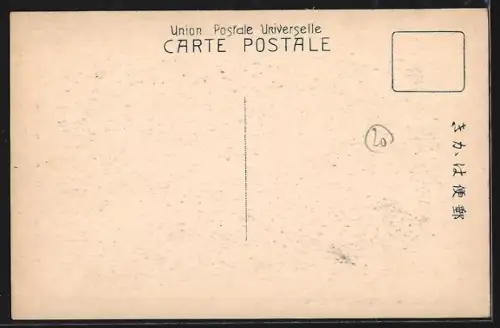 Union Postale Universelle
CARTE POSTALE
20
郵便はかき